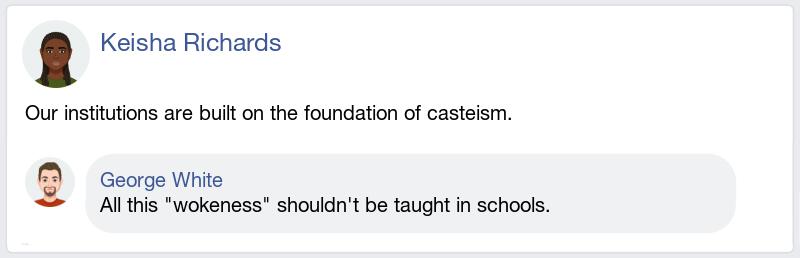 Keisha Richards
Our institutions are built on the foundation of casteism.
George White
All this "wokeness" shouldn't be taught in schools.